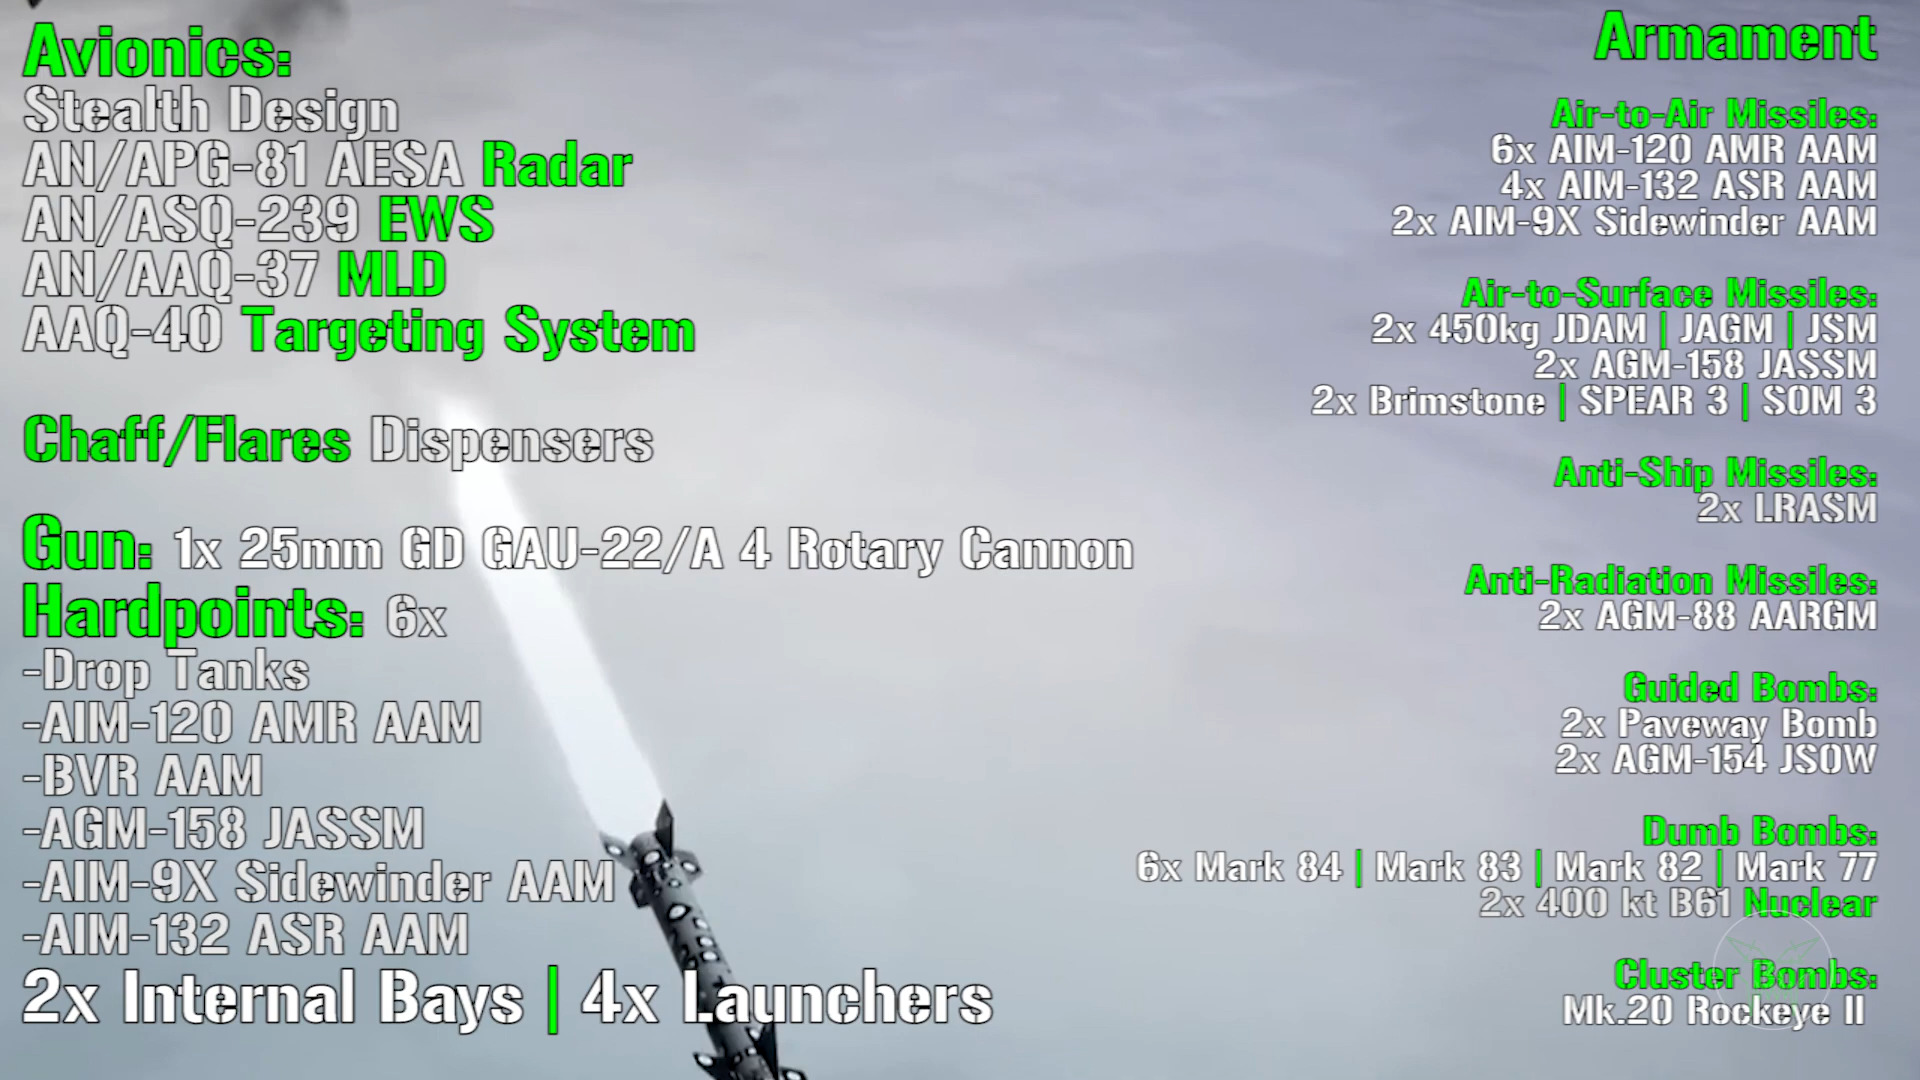 Avionics:
Stealth Design
AN/APG-81 AESA Radar
AN/ASQ-239 EWS
AN/AAQ-37 MLD
AAQ-40 Targeting System
Chaff/Flares Dispensers
Gun: 1x 25mm GD GAU-22/A 4 Rotary Cannon
Hardpoints: 6x
-Drop Tanks
-AIM-120 AMR AAM
-BVR AAM
-AGM-158 JASSM
-AIM-9X Sidewinder AAM
-AIM-132 ASR AAM
2x Internal Bays | 4x Launchers
Armament
Air-to-Air Missiles:
6x AIM-120 AMR AAM
4x AIM-132 ASR AAM
2x AIM-9X Sidewinder AAM
Air-to-Surface Missiles:
2x 450kg JDAM | JAGM | JSM
2x AGM-158 JASSM
2x Brimstone | SPEAR 3 | SOM 3
Anti-Ship Missiles:
2x LRASM
Anti-Radiation Missiles:
2x AGM-88 AARGM
Guided Bombs:
2x Paveway Bomb
2x AGM-154 JSOW
Dumb Bombs:
6x Mark 84 | Mark 83 | Mark 82 | Mark 77
2x 400 kt B61 Nuclear
Cluster Bombs:
Mk.20 Rockeye II